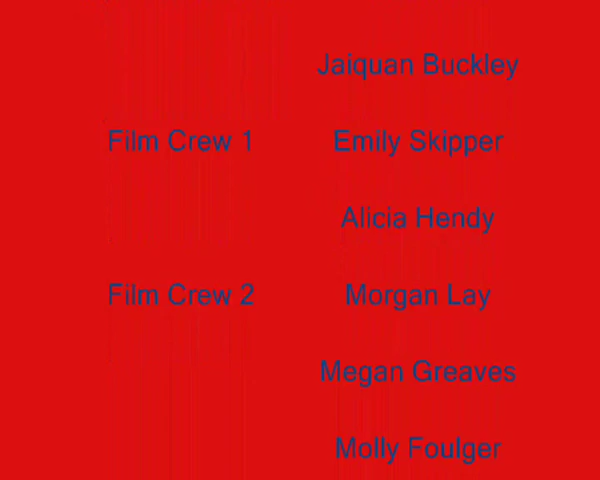 Jaiquan Buckley
Film Crew 1 Emily Skipper
Alicia Hendy
Film Crew 2 Morgan Lay
Megan Greaves
Molly Foulger